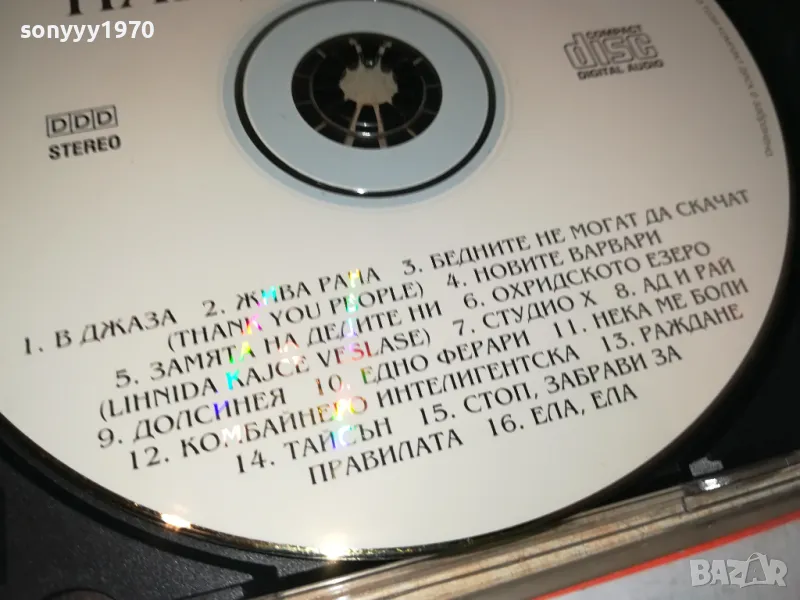 sonyyy1970
COMPACT
disc
DIGITAL AUDIO
DDD
STEREO
1. В ДЖАЗА 2. ЖИВА РАНА 3. БЕДНИТЕ НЕ МОГАТ ДА СКАЧАТ
(THANK YOU PEOPLE) 4. НОВИТЕ ВАРВАРИ
5. ЗАМЯТА НА ДЕДИТЕ НИ 6. ОХРИДСКОТО ЕЗЕРО
(LIHNIDA KAJCE VESLASE) 7. СТУДИО Х 8. АД И РАЙ
9. ДОЛСИНЕЯ 10. ЕДНО ФЕРАРИ 11. НЕКА МЕ БОЛИ
12. КОМБАЙНЕРО ИНТЕЛИГЕНТСКА 13. РАЖДАНЕ
14. ТАЙСЪН 15. СТОП, ЗАБРАВИ ЗА
ПРАВИЛАТА 16. ЕЛА, ЕЛА
BAZAR